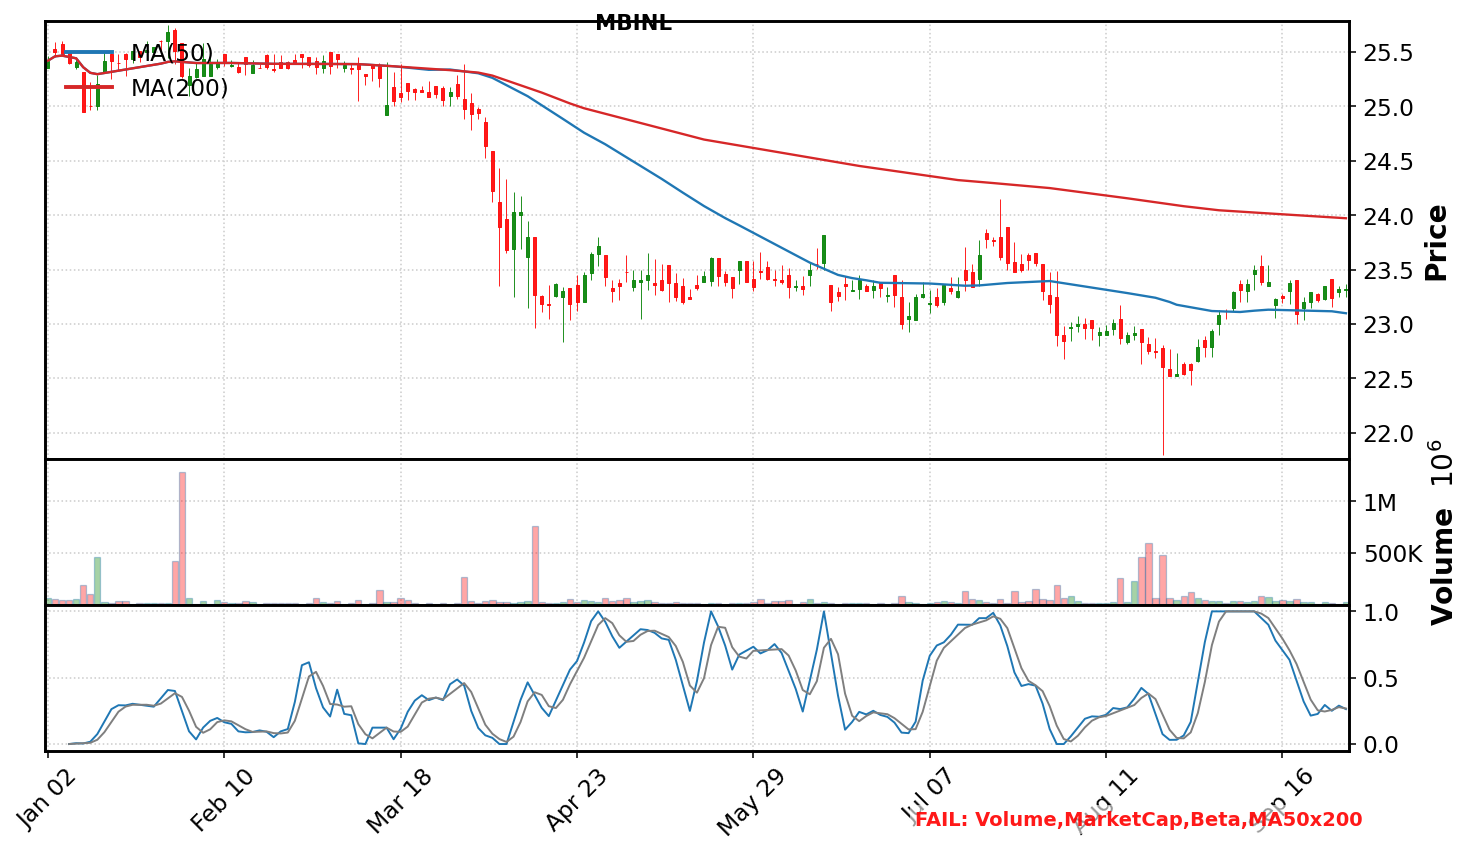 MBINL
MA(50)
MA(200)
25.5
25.0
24.5
24.0
23.5
23.0
22.5
22.0
Price
1M
500K
Volume 10^6
1.0
0.5
0.0
Jan 02
Feb 10
Mar 18
Apr 23
May 29
Jul 07
Aug 11
Sep 16
FAIL: Volume,MarketCap,Beta,MA50x200